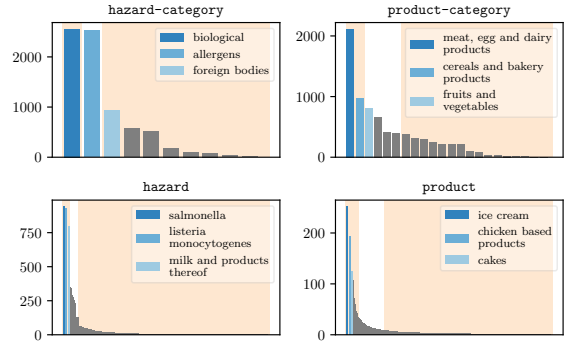 hazard-category
2000
1000
0
biological
allergens
foreign bodies
product-category
2000
1000
0
meat, egg and dairy
products
cereals and bakery
products
fruits and
vegetables
hazard
750
500
250
0
salmonella
listeria
monocytogenes
milk and products
thereof
product
200
100
0
ice cream
chicken based
products
cakes